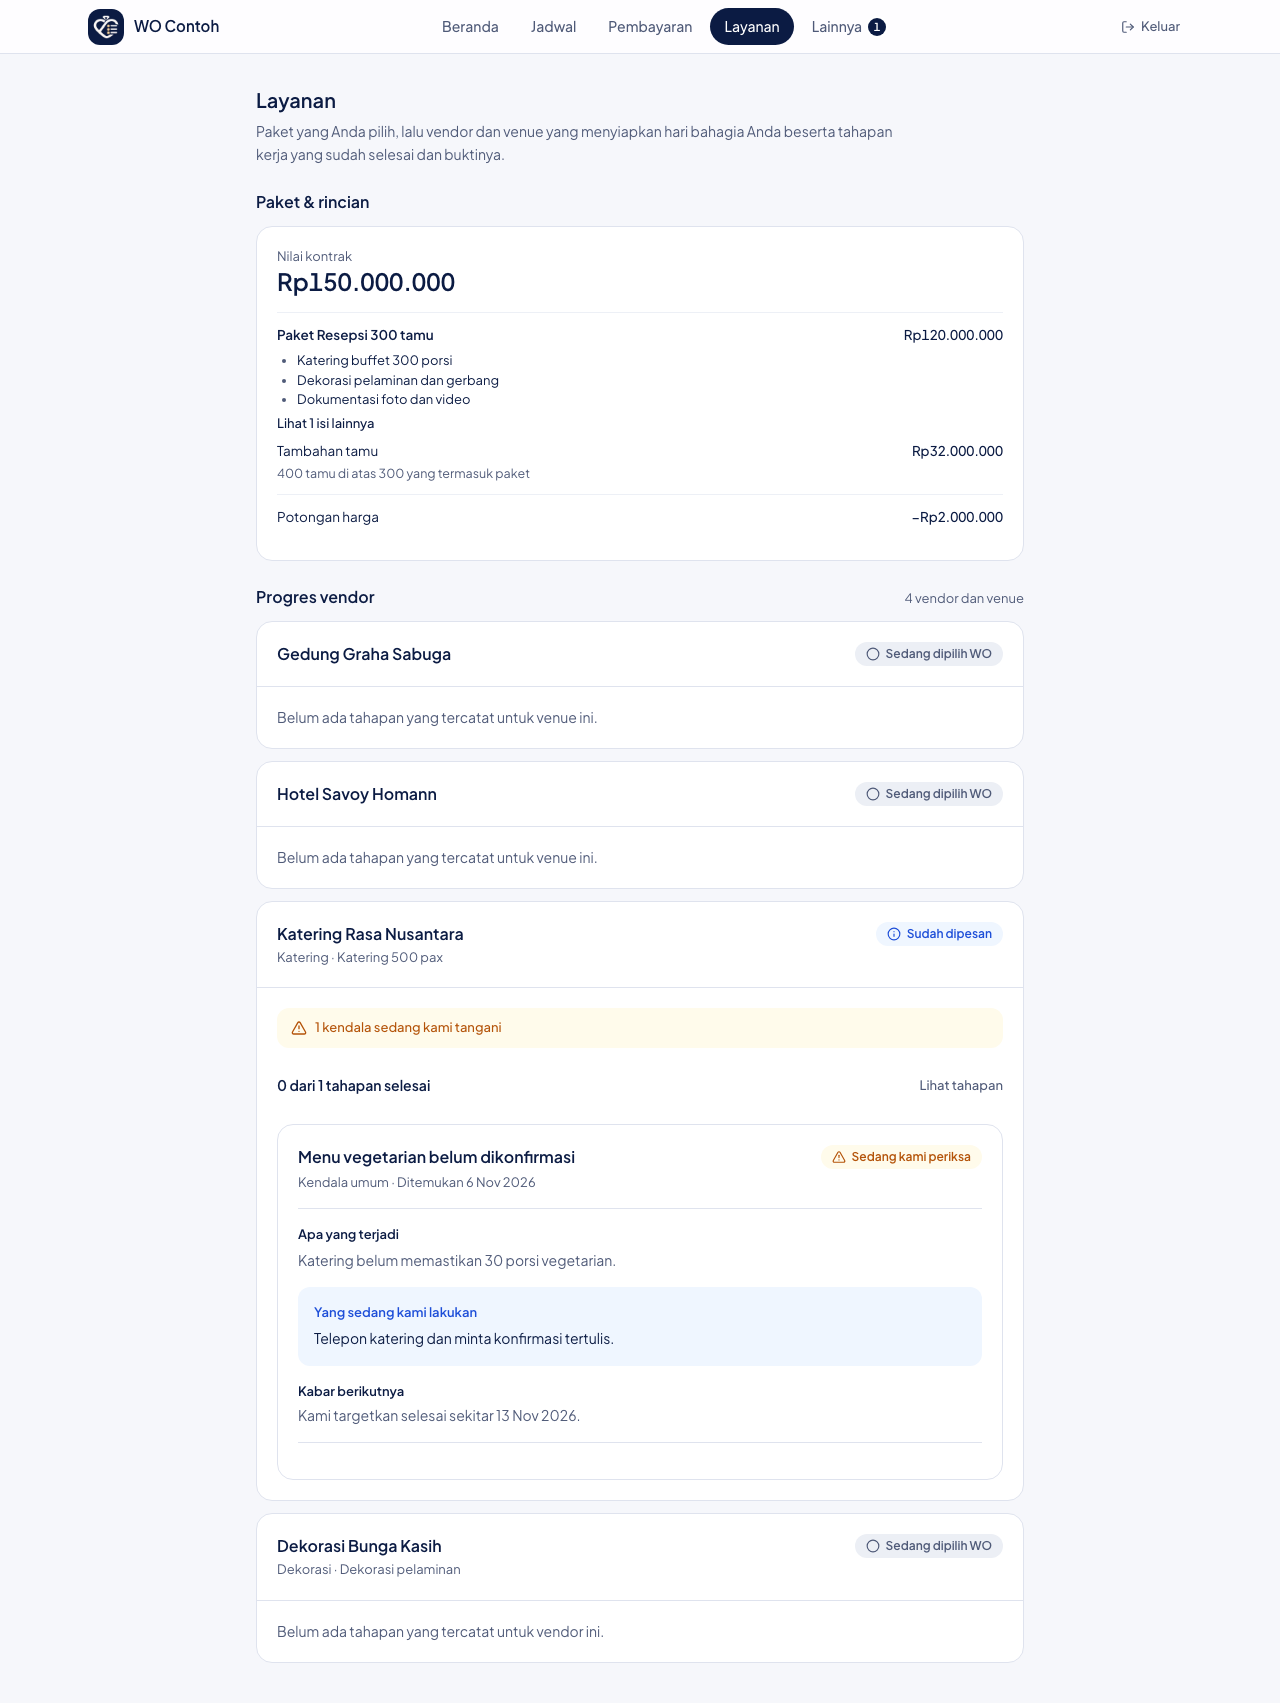 WO Contoh
Beranda
Jadwal
Pembayaran
Layanan
Lainnya 1
Keluar
Layanan
Paket yang Anda pilih, lalu vendor dan venue yang menyiapkan hari bahagia Anda beserta tahapan
kerja yang sudah selesai dan buktinya.
Paket & rincian
Nilai kontrak
Rp150.000.000
Paket Resepsi 300 tamu Rp120.000.000
• Katering buffet 300 porsi
• Dekorasi pelaminan dan gerbang
• Dokumentasi foto dan video
Lihat 1 isi lainnya
Tambahan tamu Rp32.000.000
400 tamu di atas 300 yang termasuk paket
Potongan harga −Rp2.000.000
Progres vendor 4 vendor dan venue
Gedung Graha Sabuga Sedang dipilih WO
Belum ada tahapan yang tercatat untuk venue ini.
Hotel Savoy Homann Sedang dipilih WO
Belum ada tahapan yang tercatat untuk venue ini.
Katering Rasa Nusantara Sudah dipesan
Katering · Katering 500 pax
1 kendala sedang kami tangani
0 dari 1 tahapan selesai Lihat tahapan
Menu vegetarian belum dikonfirmasi Sedang kami periksa
Kendala umum · Ditemukan 6 Nov 2026
Apa yang terjadi
Katering belum memastikan 30 porsi vegetarian.
Yang sedang kami lakukan
Telepon katering dan minta konfirmasi tertulis.
Kabar berikutnya
Kami targetkan selesai sekitar 13 Nov 2026.
Dekorasi Bunga Kasih Sedang dipilih WO
Dekorasi · Dekorasi pelaminan
Belum ada tahapan yang tercatat untuk vendor ini.